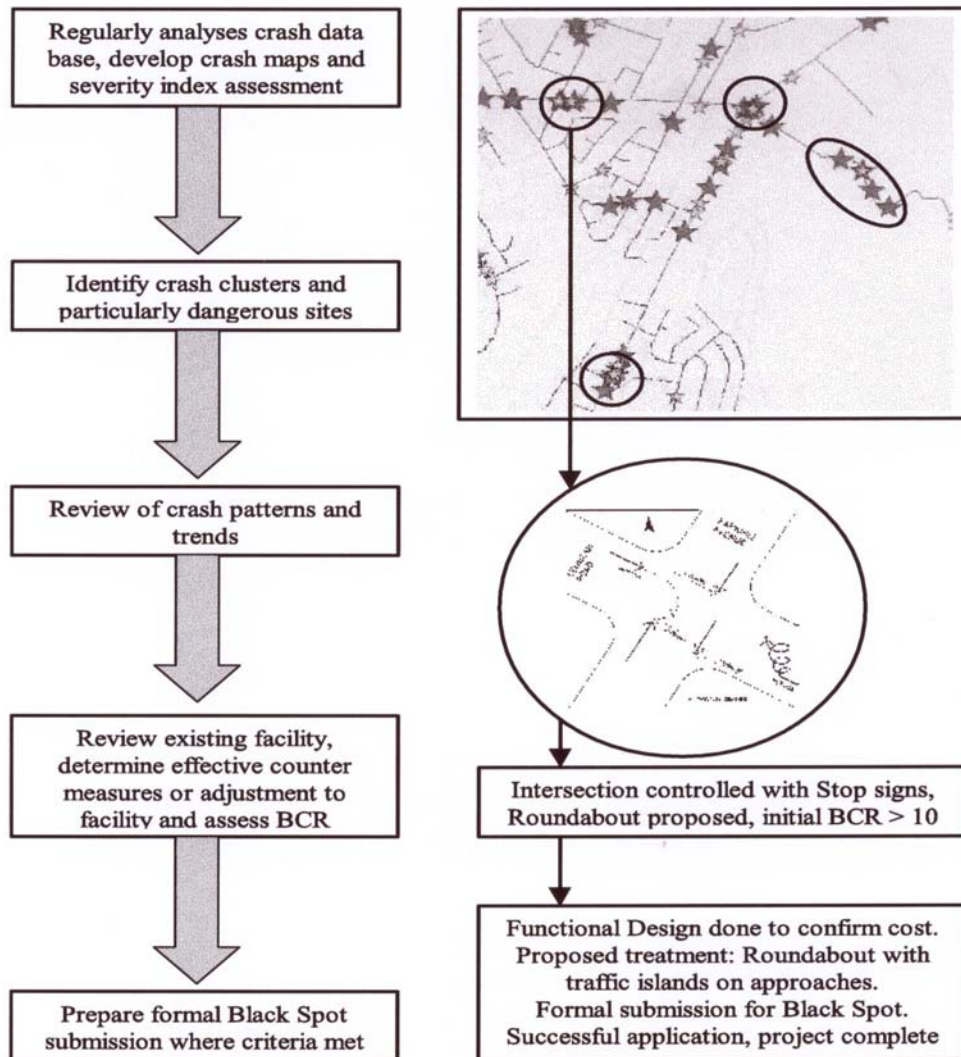 Regularly analyses crash data
base, develop crash maps and
severity index assessment
Identify crash clusters and
particularly dangerous sites
Review of crash patterns and
trends
Review existing facility,
determine effective counter
measures or adjustment to
facility and assess BCR
Prepare formal Black Spot
submission where criteria met
Intersection controlled with Stop signs,
Roundabout proposed, initial BCR > 10
Functional Design done to confirm cost.
Proposed treatment: Roundabout with
traffic islands on approaches.
Formal submission for Black Spot.
Successful application, project complete